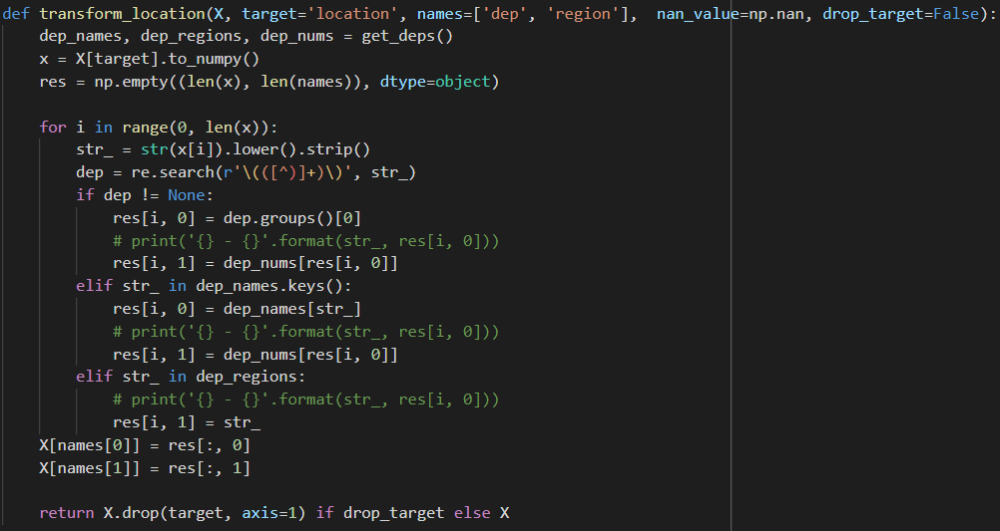 def transform_location(X, target='location', names=['dep', 'region'],  nan_value=np.nan, drop_target=False):
    dep_names, dep_regions, dep_nums = get_deps()
    x = X[target].to_numpy()
    res = np.empty((len(x), len(names)), dtype=object)

    for i in range(0, len(x)):
        str_ = str(x[i]).lower().strip()
        dep = re.search(r'\(([^)]+)\)', str_)
        if dep != None:
            res[i, 0] = dep.groups()[0]
            # print('{} - {}'.format(str_, res[i, 0]))
            res[i, 1] = dep_nums[res[i, 0]]
        elif str_ in dep_names.keys():
            res[i, 0] = dep_names[str_]
            # print('{} - {}'.format(str_, res[i, 0]))
            res[i, 1] = dep_nums[res[i, 0]]
        elif str_ in dep_regions:
            # print('{} - {}'.format(str_, res[i, 0]))
            res[i, 1] = str_
    X[names[0]] = res[:, 0]
    X[names[1]] = res[:, 1]

    return X.drop(target, axis=1) if drop_target else X